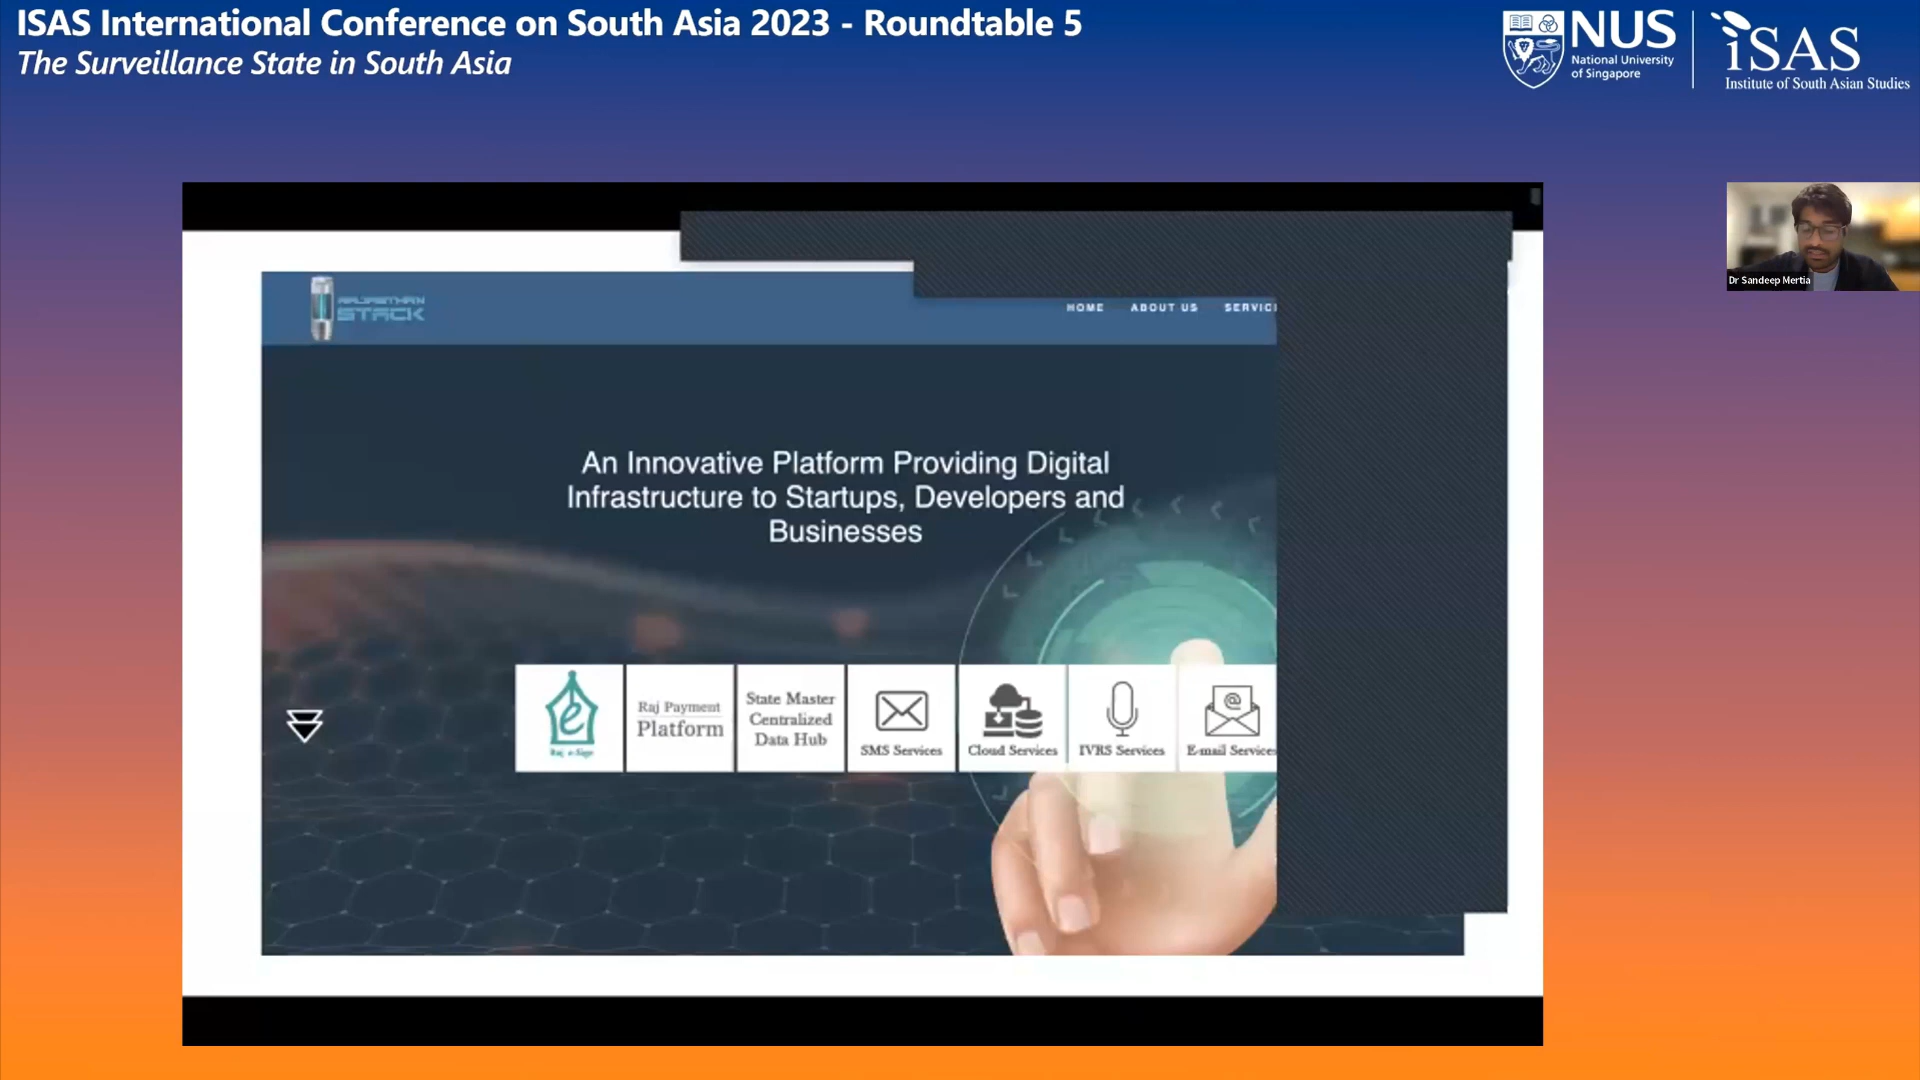 ISAS International Conference on South Asia 2023 - Roundtable 5
The Surveillance State in South Asia
NUS
National University
of Singapore
iSAS
Institute of South Asian Studies
Dr Sandeep Mertia
RAJASTHAN
STACK
HOME ABOUT US
An Innovative Platform Providing Digital
Infrastructure to Startups, Developers and
Businesses
Raj e-Sign
Raj Payment
Platform
State Master
Centralized
Data Hub
SMS Services
Cloud Services
IVRS Services
E-mail Services